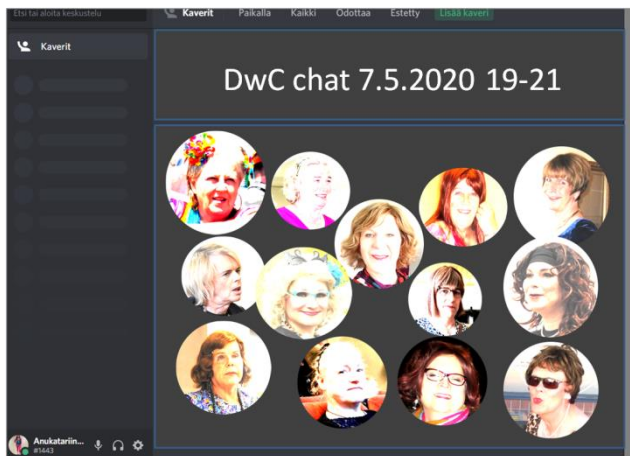 Etsi tai aloita keskustelu
Kaverit Paikalla Kaikki Odottaa Estetty Lisää kaveri
Kaverit
DwC chat 7.5.2020 19-21
Anukatariin...
#1443